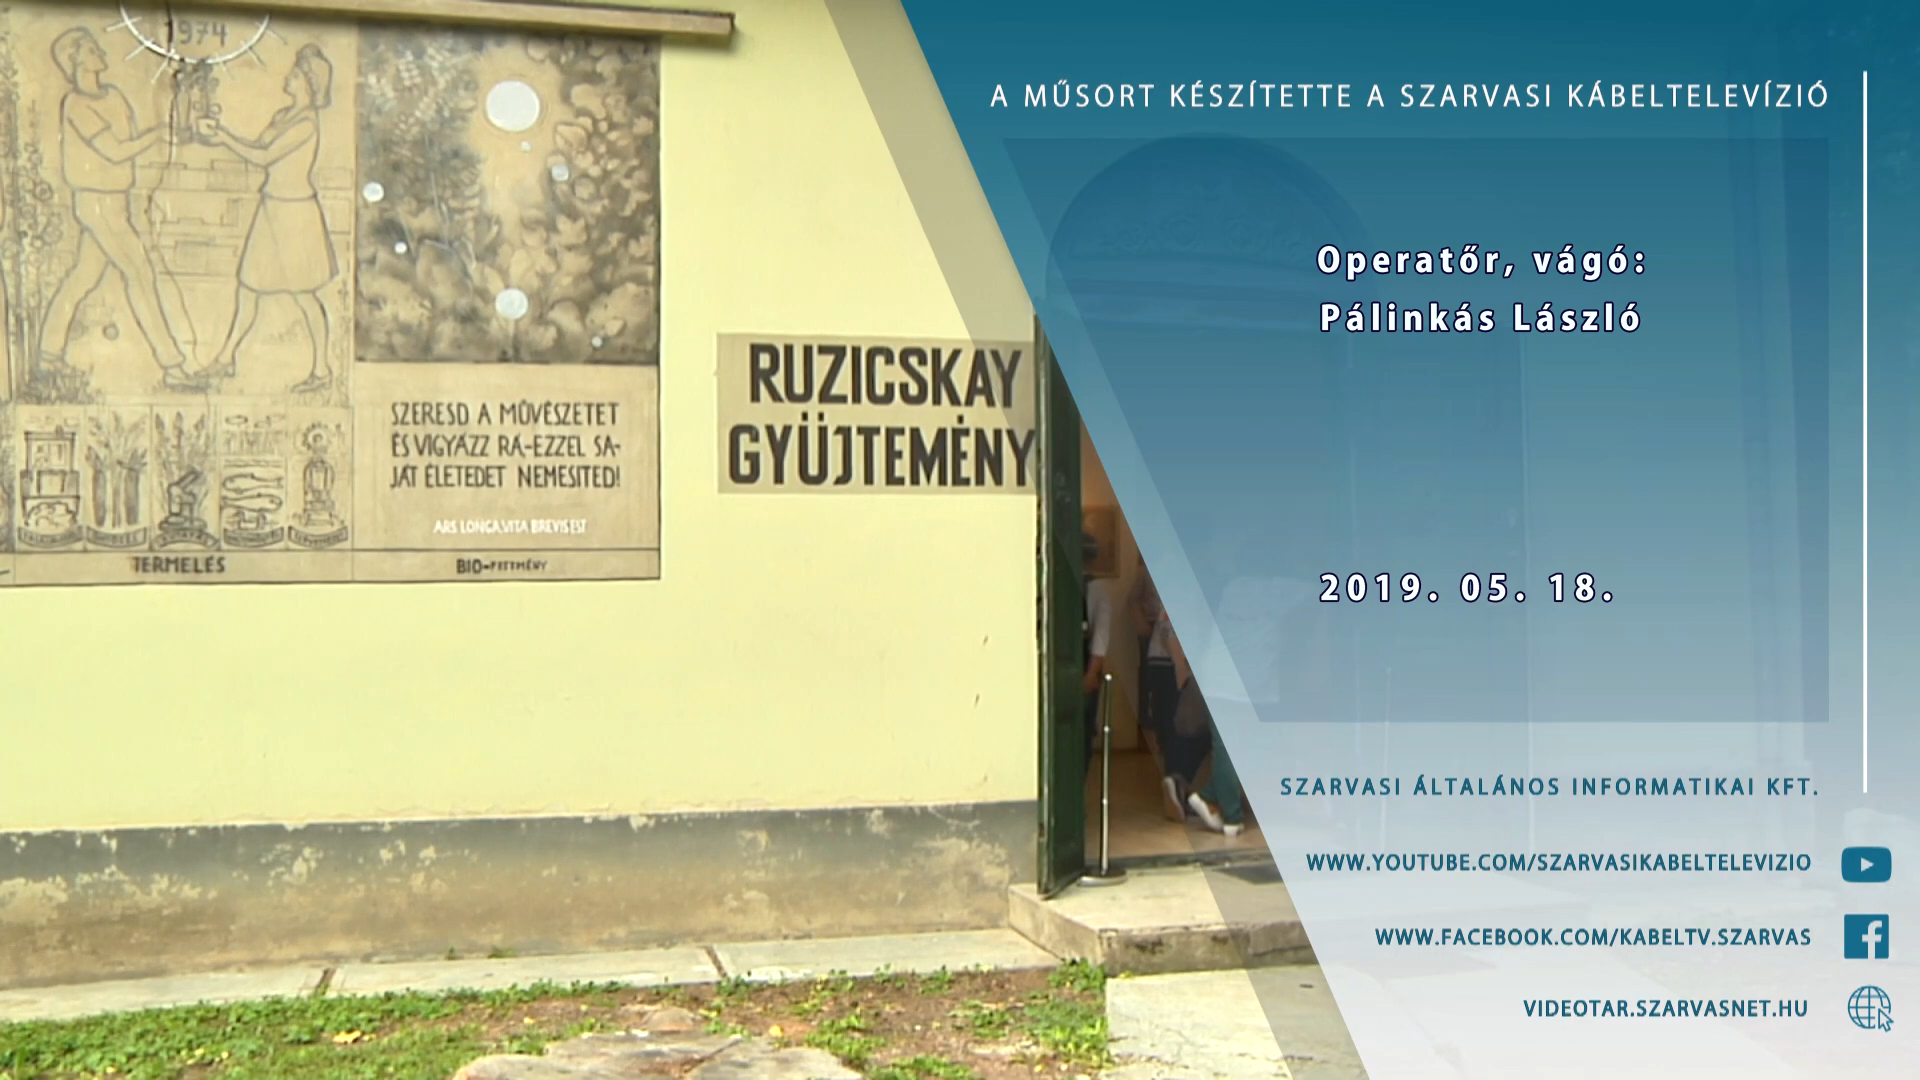 1974
SZERESD A MŰVÉSZETET
ÉS VIGYÁZZ RÁ-EZZEL SA-
JÁT ÉLETEDET NEMESÍTED!
ARS LONGA, VITA BREVIS EST
TERMELÉS
BIO-FESTMÉNY
RUZICSKAY
GYÜJTEMÉNY
A MŰSORT KÉSZÍTETTE A SZARVASI KÁBELTELEVÍZIÓ
Operatőr, vágó:
Pálinkás László
2019. 05. 18.
SZARVASI ÁLTALÁNOS INFORMATIKAI KFT.
WWW.YOUTUBE.COM/SZARVASIKABELTELEVIZIO
WWW.FACEBOOK.COM/KABELTV.SZARVAS
VIDEOTAR.SZARVASNET.HU